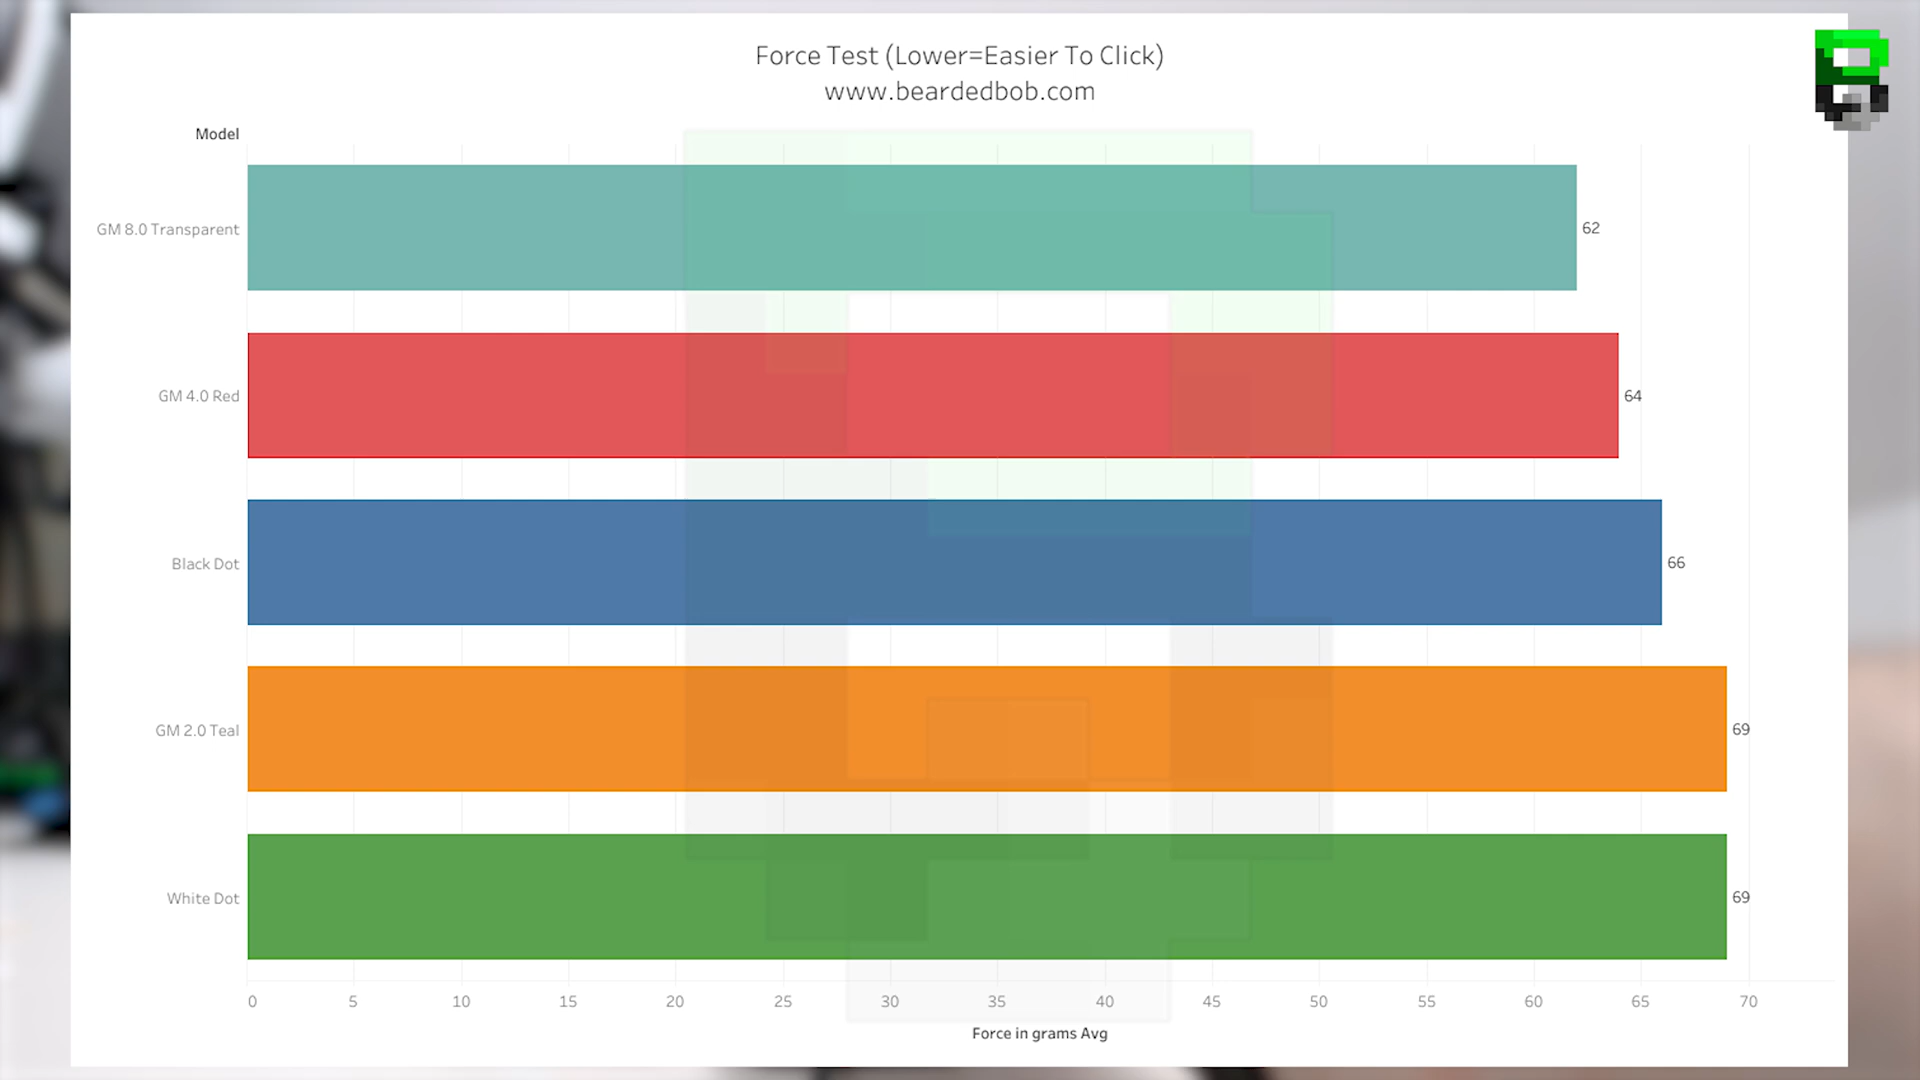 Force Test (Lower=Easier To Click)
www.beardedbob.com
Model
GM 8.0 Transparent
62
GM 4.0 Red
64
Black Dot
66
GM 2.0 Teal
69
White Dot
69
0 5 10 15 20 25 30 35 40 45 50 55 60 65 70
Force in grams Avg